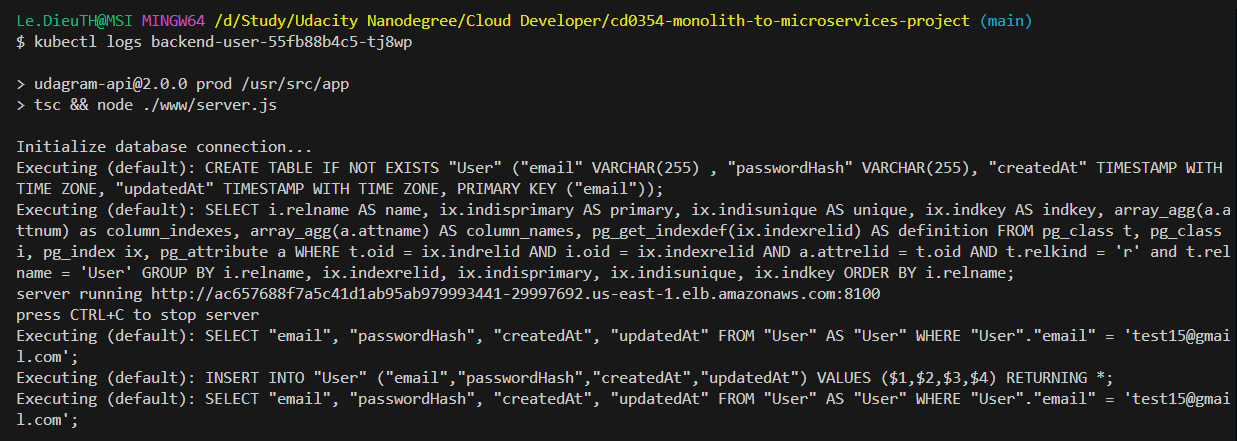 Le.DieuTH@MSI MINGW64 /d/Study/Udacity Nanodegree/Cloud Developer/cd0354-monolith-to-microservices-project (main)
$ kubectl logs backend-user-55fb88b4c5-tj8wp
> udagram-api@2.0.0 prod /usr/src/app
> tsc && node ./www/server.js
Initialize database connection...
Executing (default): CREATE TABLE IF NOT EXISTS "User" ("email" VARCHAR(255) , "passwordHash" VARCHAR(255), "createdAt" TIMESTAMP WITH
TIME ZONE, "updatedAt" TIMESTAMP WITH TIME ZONE, PRIMARY KEY ("email"));
Executing (default): SELECT i.relname AS name, ix.indisprimary AS primary, ix.indisunique AS unique, ix.indkey AS indkey, array_agg(a.a
ttnum) as column_indexes, array_agg(a.attname) AS column_names, pg_get_indexdef(ix.indexrelid) AS definition FROM pg_class t, pg_class
i, pg_index ix, pg_attribute a WHERE t.oid = ix.indrelid AND i.oid = ix.indexrelid AND a.attrelid = t.oid AND t.relkind = 'r' and t.rel
name = 'User' GROUP BY i.relname, ix.indexrelid, ix.indisprimary, ix.indisunique, ix.indkey ORDER BY i.relname;
server running http://ac657688f7a5c41d1ab95ab979993441-29997692.us-east-1.elb.amazonaws.com:8100
press CTRL+C to stop server
Executing (default): SELECT "email", "passwordHash", "createdAt", "updatedAt" FROM "User" AS "User" WHERE "User"."email" = 'test15@gmai
l.com';
Executing (default): INSERT INTO "User" ("email","passwordHash","createdAt","updatedAt") VALUES ($1,$2,$3,$4) RETURNING *;
Executing (default): SELECT "email", "passwordHash", "createdAt", "updatedAt" FROM "User" AS "User" WHERE "User"."email" = 'test15@gmai
l.com';